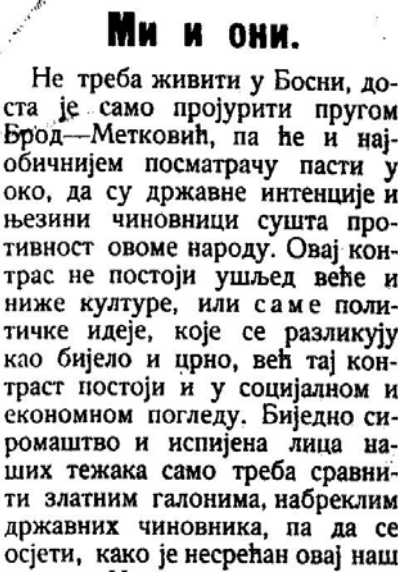 Ми и они.
Не треба живити у Босни, до-
ста је само пројурити пругом
Брод—Метковић, па ће и нај-
обичнијем посматрачу пасти у
око, да су државне интенције и
њезини чиновници сушта про-
тивност овоме народу. Овај кон-
трас не постоји ушљед веће и
ниже културе, или саме поли-
тичке идеје, које се разликују
као бијело и црно, већ тај кон-
траст постоји и у социјалном и
економном погледу. Биједно си-
ромаштво и испијена лица на-
ших тежака само треба сравни-
ти златним галонима, набреклим
државних чиновника, па да се
осјети, како је несрећан овај наш